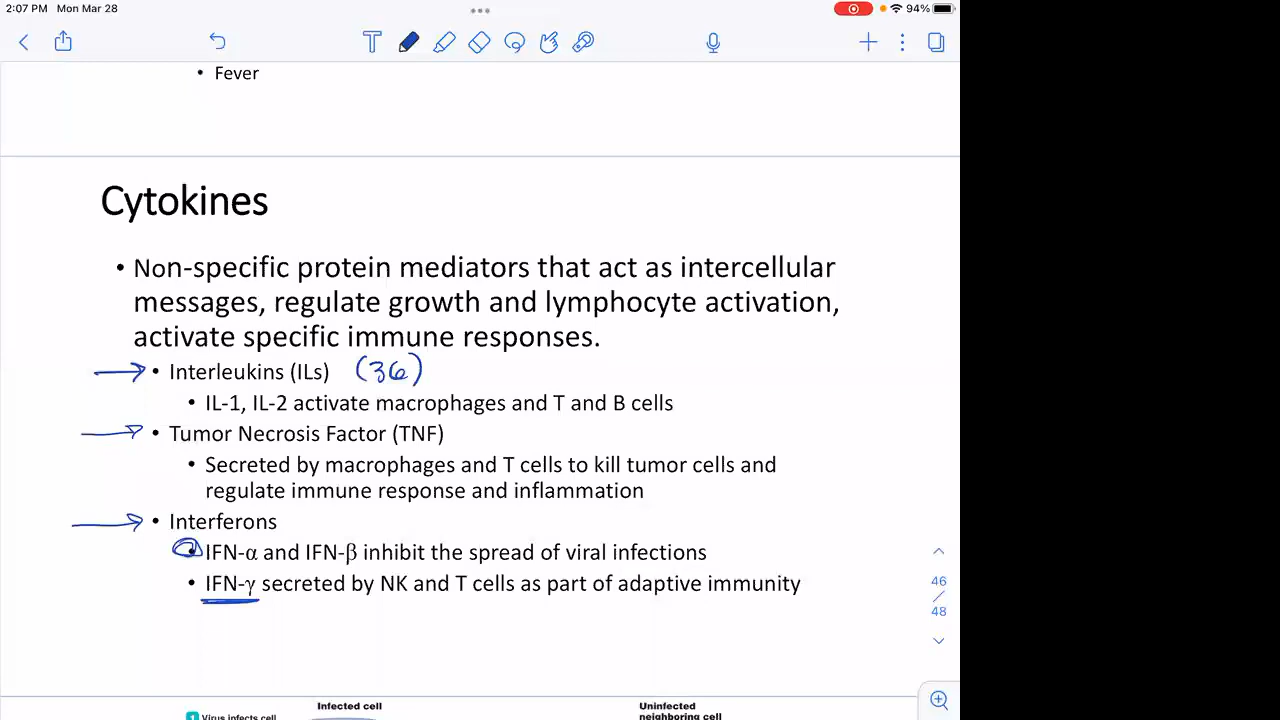 2:07 PM Mon Mar 28
94%
• Fever
Cytokines
• Non-specific protein mediators that act as intercellular
messages, regulate growth and lymphocyte activation,
activate specific immune responses.
• Interleukins (ILs) (36)
• IL-1, IL-2 activate macrophages and T and B cells
• Tumor Necrosis Factor (TNF)
• Secreted by macrophages and T cells to kill tumor cells and
regulate immune response and inflammation
• Interferons
• IFN-α and IFN-β inhibit the spread of viral infections
• IFN-γ secreted by NK and T cells as part of adaptive immunity
46
/
48
Infected cell
Uninfected
neighboring cell
1 Virus infects cell